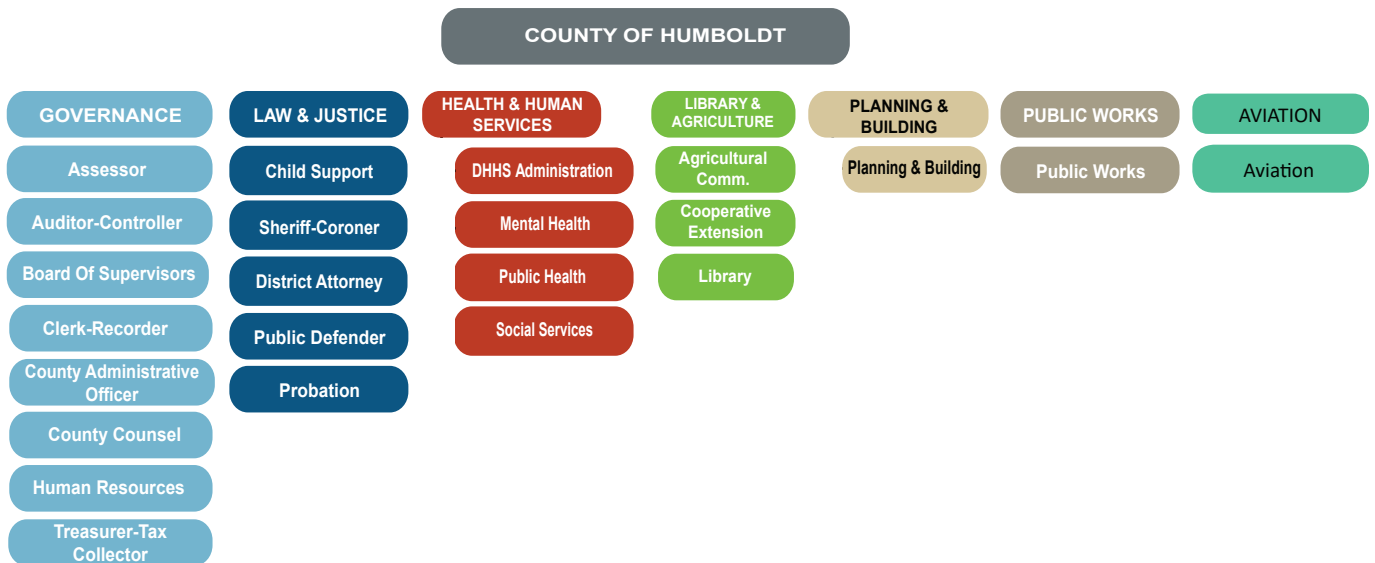 COUNTY OF HUMBOLDT
GOVERNANCE
Assessor
Auditor-Controller
Board Of Supervisors
Clerk-Recorder
County Administrative
Officer
County Counsel
Human Resources
Treasurer-Tax
Collector
LAW & JUSTICE
Child Support
Sheriff-Coroner
District Attorney
Public Defender
Probation
HEALTH & HUMAN
SERVICES
DHHS Administration
Mental Health
Public Health
Social Services
LIBRARY &
AGRICULTURE
Agricultural
Comm.
Cooperative
Extension
Library
PLANNING &
BUILDING
Planning & Building
PUBLIC WORKS
Public Works
AVIATION
Aviation